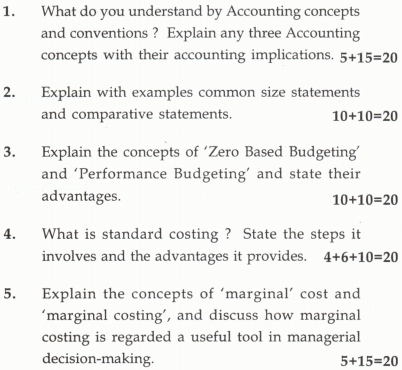 1. What do you understand by Accounting concepts
and conventions ? Explain any three Accounting
concepts with their accounting implications. 5+15=20
2. Explain with examples common size statements
and comparative statements. 10+10=20
3. Explain the concepts of 'Zero Based Budgeting'
and 'Performance Budgeting' and state their
advantages. 10+10=20
4. What is standard costing ? State the steps it
involves and the advantages it provides. 4+6+10=20
5. Explain the concepts of 'marginal' cost and
'marginal costing', and discuss how marginal
costing is regarded a useful tool in managerial
decision-making. 5+15=20